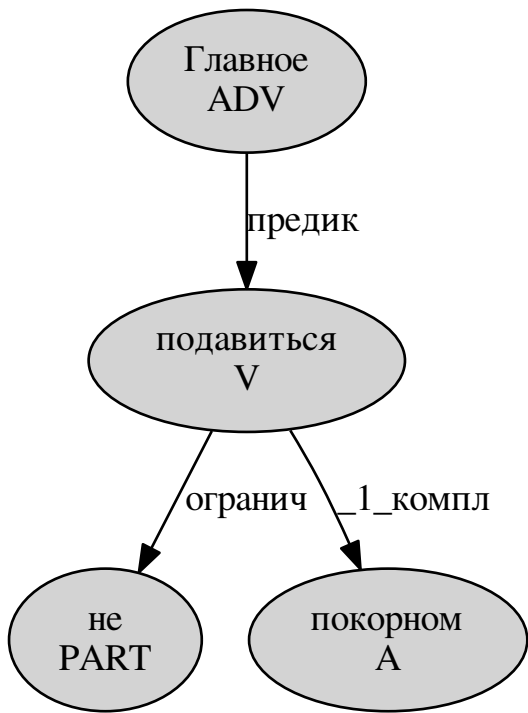 Главное
ADV
предик
подавиться
V
огранич
_1_компл
не
PART
покорном
A